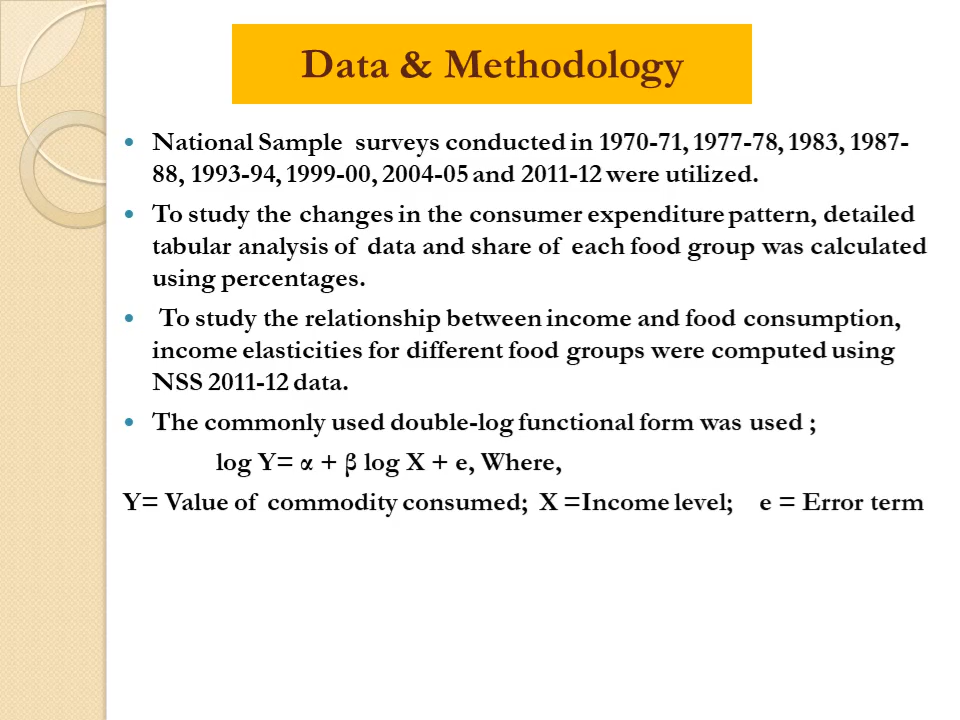 Data & Methodology
National Sample surveys conducted in 1970-71, 1977-78, 1983, 1987-
88, 1993-94, 1999-00, 2004-05 and 2011-12 were utilized.
To study the changes in the consumer expenditure pattern, detailed
tabular analysis of data and share of each food group was calculated
using percentages.
To study the relationship between income and food consumption,
income elasticities for different food groups were computed using
NSS 2011-12 data.
The commonly used double-log functional form was used ;
log Y= α + β log X + e, Where,
Y= Value of commodity consumed; X =Income level; e = Error term